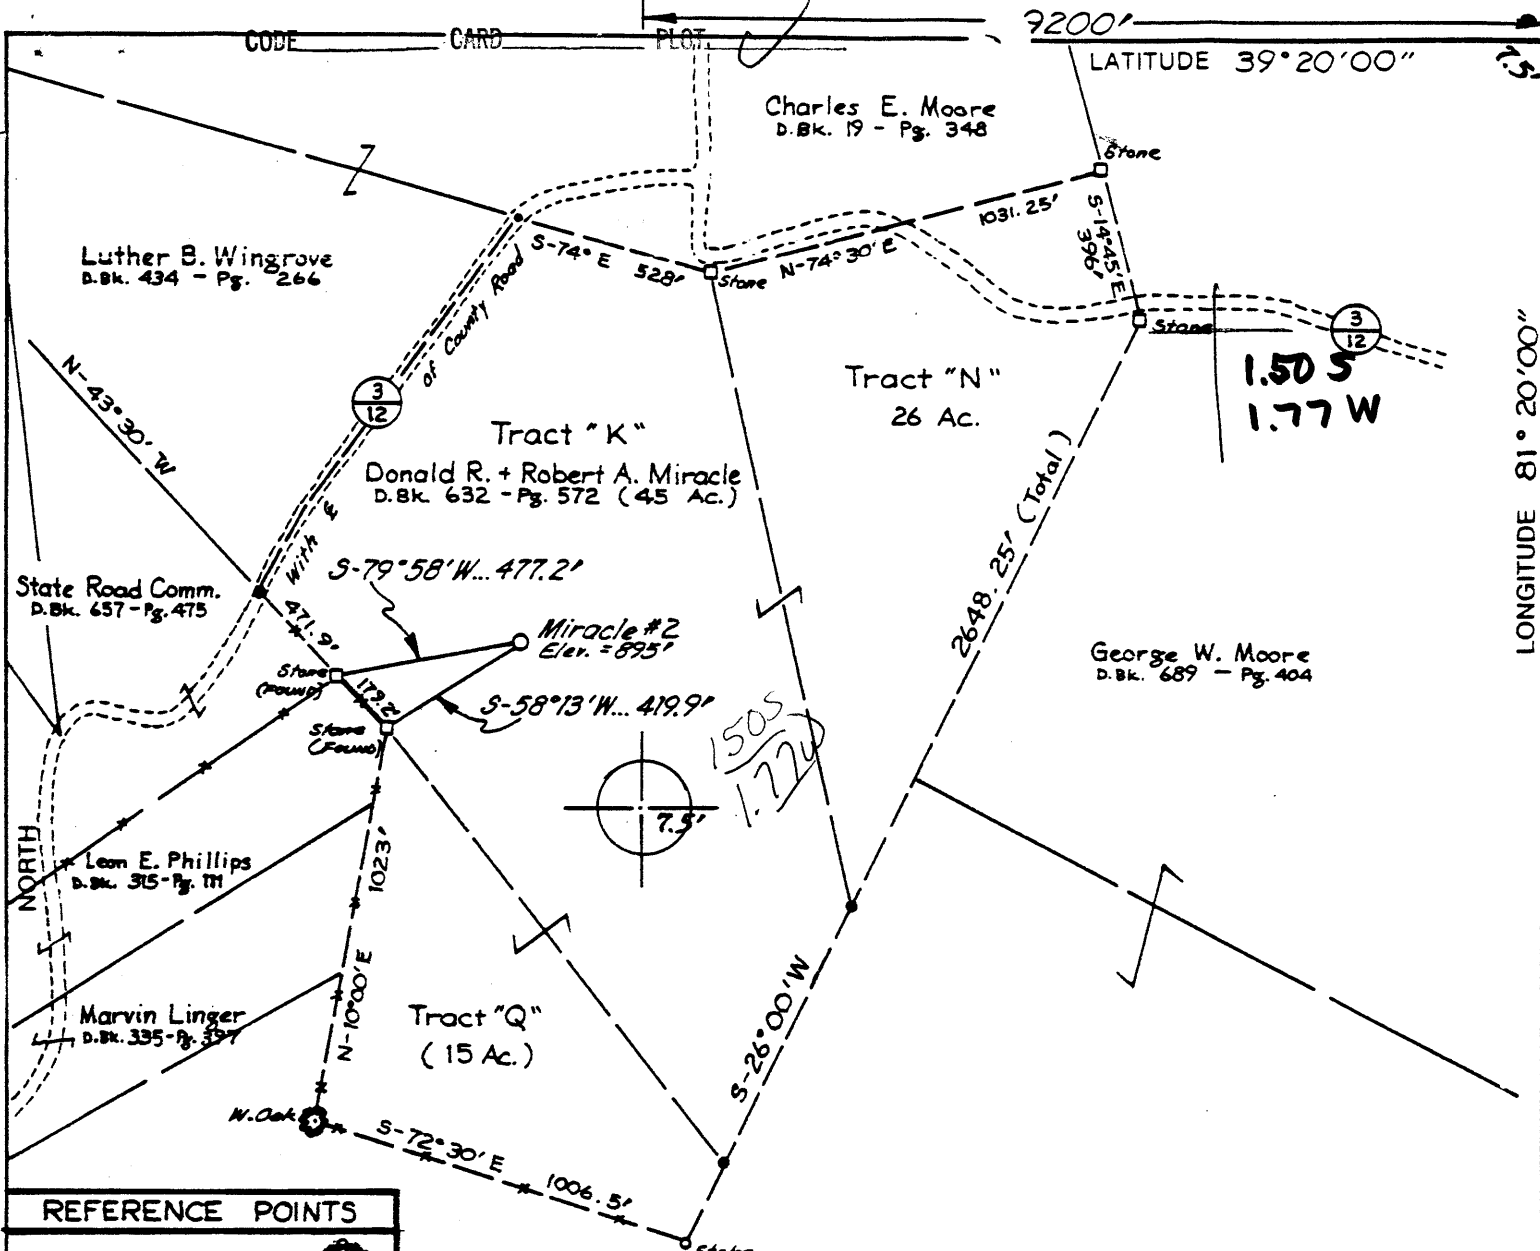 9200'
CODE CARD PLOT
LATITUDE 39°20'00"
7.5'
Charles E. Moore
D.Bk. 19 - Pg. 348
Stone
1031.25'
S-14°45'E
396'
Luther B. Wingrove
D.Bk. 434 - Pg. 266
S-74° E 528'
Stone
N-74°30' E
Stone
3
12
1.50 S
1.77 W
LONGITUDE 81° 20'00"
N-43°30' W
3
12
With ℄ of County Road
Tract "K"
Donald R. + Robert A. Miracle
D.Bk. 632 - Pg. 572 (45 Ac.)
Tract "N"
26 Ac.
2648.25' (Total)
State Road Comm.
D.Bk. 657-Pg. 475
S-79°58'W... 477.2'
471.9'
Miracle #2
Elev. = 895'
Stone
(Found)
179.2'
S-58°13'W... 419.9'
Stone
(Found)
George W. Moore
D.Bk. 689 - Pg. 404
1505
1.77W
7.5'
NORTH
Leon E. Phillips
D.Bk. 315-Pg. 111
1023'
N-10°00'E
Marvin Linger
D.Bk. 335-Pg. 397
Tract "Q"
(15 Ac.)
S-26°00'W
W. Oak
S-72°30' E
1006.5'
Stone
REFERENCE POINTS